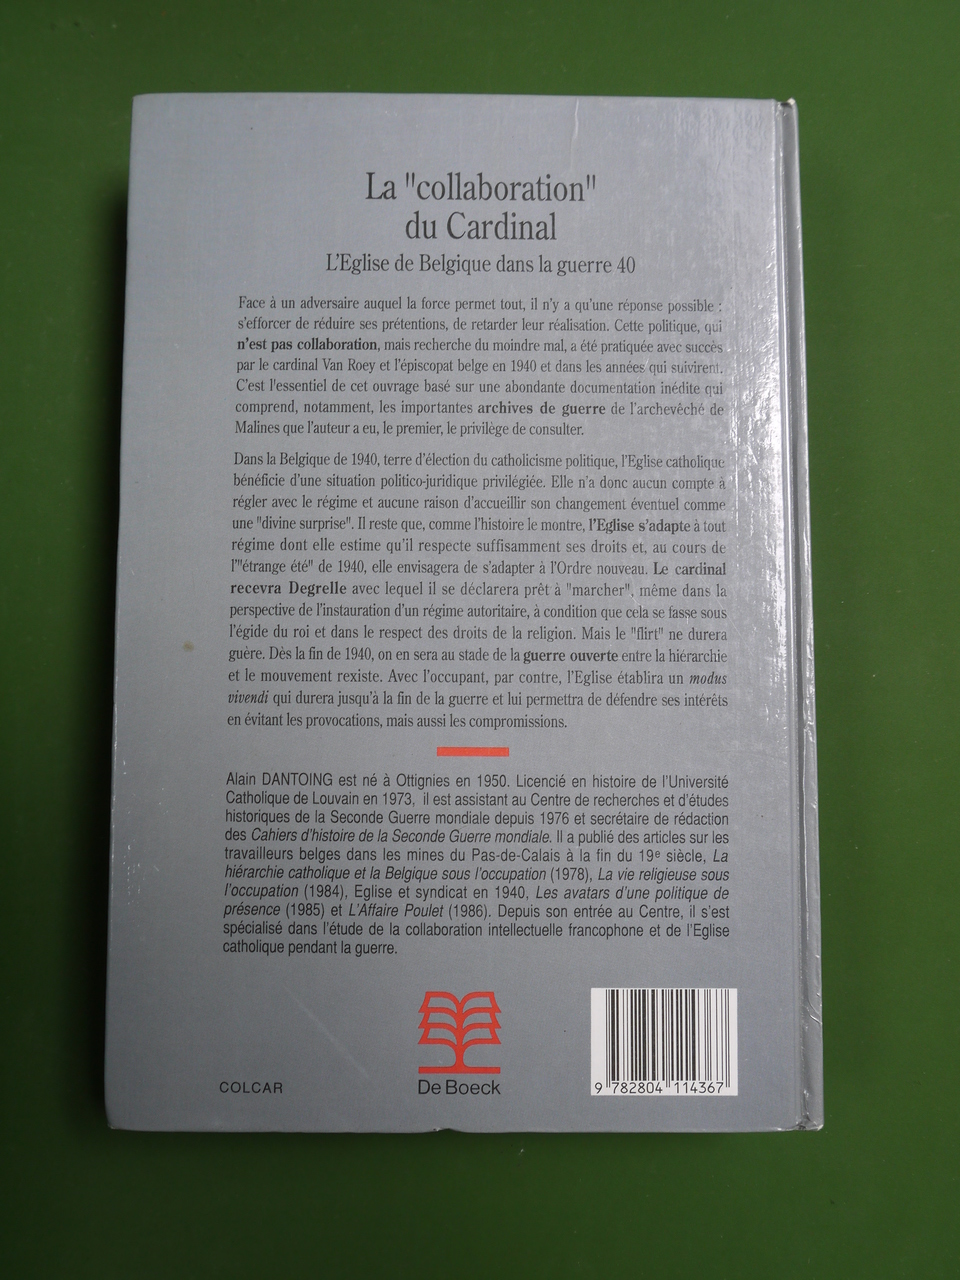 La "collaboration"
du Cardinal
L'Eglise de Belgique dans la guerre 40
Face à un adversaire auquel la force permet tout, il n'y a qu'une réponse possible :
s'efforcer de réduire ses prétentions, de retarder leur réalisation. Cette politique, qui
n'est pas collaboration, mais recherche du moindre mal, a été pratiquée avec succès
par le cardinal Van Roey et l'épiscopat belge en 1940 et dans les années qui suivirent.
C'est l'essentiel de cet ouvrage basé sur une abondante documentation inédite qui
comprend, notamment, les importantes archives de guerre de l'archevêché de
Malines que l'auteur a eu, le premier, le privilège de consulter.
Dans la Belgique de 1940, terre d'élection du catholicisme politique, l'Eglise catholique
bénéficie d'une situation politico-juridique privilégiée. Elle n'a donc aucun compte à
régler avec le régime et aucune raison d'accueillir son changement éventuel comme
une "divine surprise". Il reste que, comme l'histoire le montre, l'Eglise s'adapte à tout
régime dont elle estime qu'il respecte suffisamment ses droits et, au cours de
l'"étrange été" de 1940, elle envisagera de s'adapter à l'Ordre nouveau. Le cardinal
recevra Degrelle avec lequel il se déclarera prêt à "marcher", même dans la
perspective de l'instauration d'un régime autoritaire, à condition que cela se fasse sous
l'égide du roi et dans le respect des droits de la religion. Mais le "flirt" ne durera
guère. Dès la fin de 1940, on en sera au stade de la guerre ouverte entre la hiérarchie
et le mouvement rexiste. Avec l'occupant, par contre, l'Eglise établira un modus
vivendi qui durera jusqu'à la fin de la guerre et lui permettra de défendre ses intérêts
en évitant les provocations, mais aussi les compromissions.
Alain DANTOING est né à Ottignies en 1950. Licencié en histoire de l'Université
Catholique de Louvain en 1973, il est assistant au Centre de recherches et d'études
historiques de la Seconde Guerre mondiale depuis 1976 et secrétaire de rédaction
des Cahiers d'histoire de la Seconde Guerre mondiale. Il a publié des articles sur les
travailleurs belges dans les mines du Pas-de-Calais à la fin du 19e siècle, La
hiérarchie catholique et la Belgique sous l'occupation (1978), La vie religieuse sous
l'occupation (1984), Eglise et syndicat en 1940, Les avatars d'une politique de
présence (1985) et L'Affaire Poulet (1986). Depuis son entrée au Centre, il s'est
spécialisé dans l'étude de la collaboration intellectuelle francophone et de l'Eglise
catholique pendant la guerre.
COLCAR
De Boeck
9 782804 114367